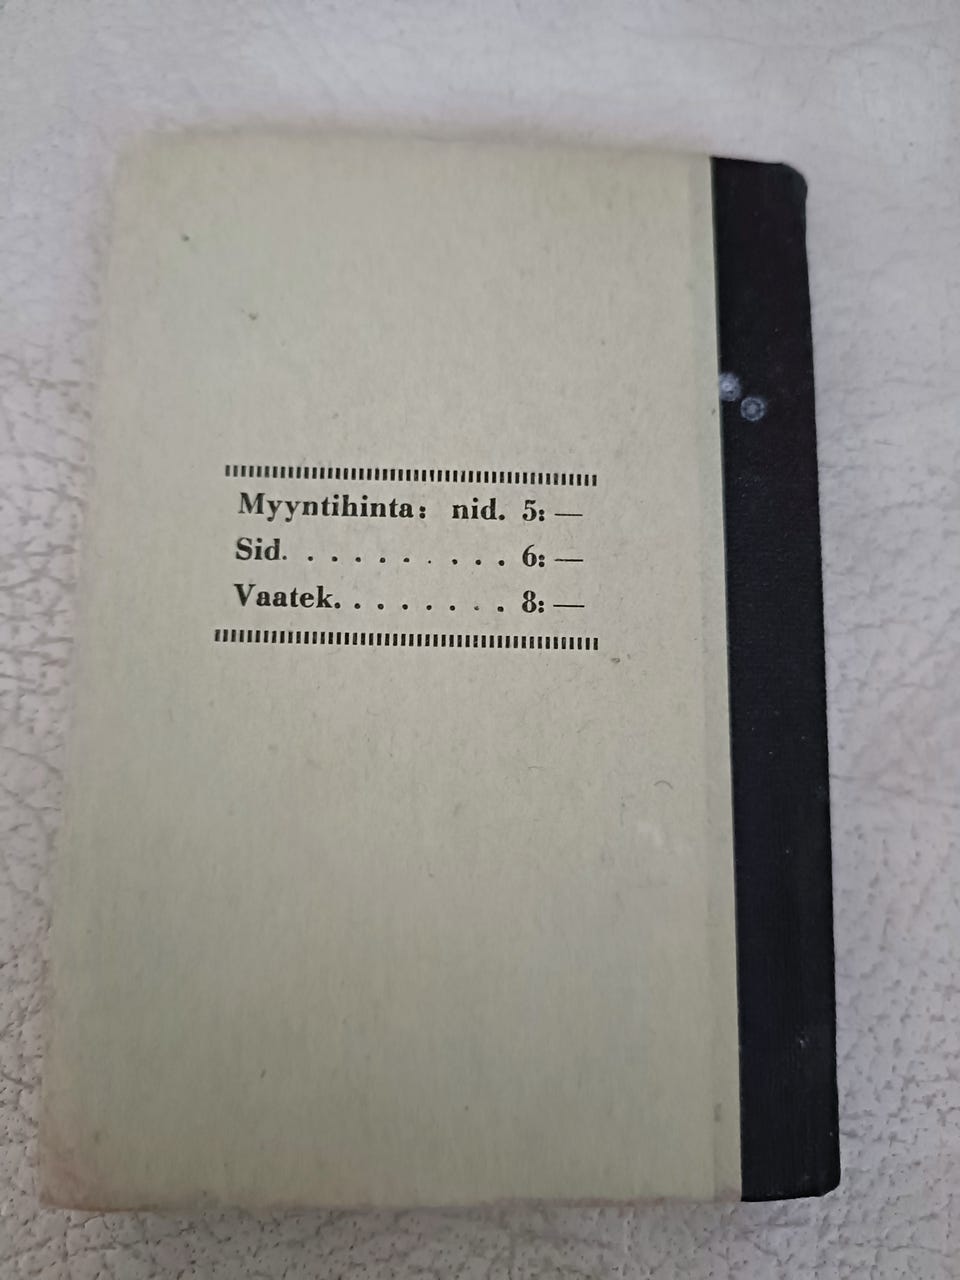 Myyntihinta: nid. 5: —
Sid. . . . . . . . . . 6: —
Vaatek. . . . . . . . 8: —